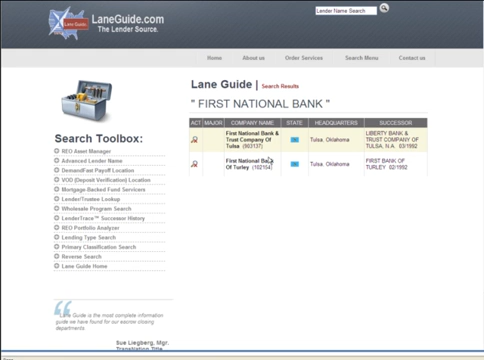 LaneGuide.com
Lane Guide
The Lender Source.
Lender Name Search
Home About us Order Services Search Menu Contact us
Lane Guide | Search Results
" FIRST NATIONAL BANK "
ACT MAJOR COMPANY NAME STATE HEADQUARTERS SUCCESSOR
First National Bank &
Trust Company Of
Tulsa (903137)
Tulsa, Oklahoma
LIBERTY BANK &
TRUST COMPANY OF
TULSA, N.A. 03/1992
First National Bank
Of Turley (102154)
Tulsa, Oklahoma
FIRST BANK OF
TURLEY 02/1992
Search Toolbox:
REO Asset Manager
Advanced Lender Name
Demand/Fast Payoff Location
VOD (Deposit Verification) Location
Mortgage-Backed Fund Servicers
Lender/Trustee Lookup
Wholesale Program Search
LenderTrace™ Successor History
REO Portfolio Analyzer
Lending Type Search
Primary Classification Search
Reverse Search
Lane Guide Home
Lane Guide is the most complete information
guide we have found for our escrow closing
departments.
Sue Liegberg, Mgr.
TransNation Title